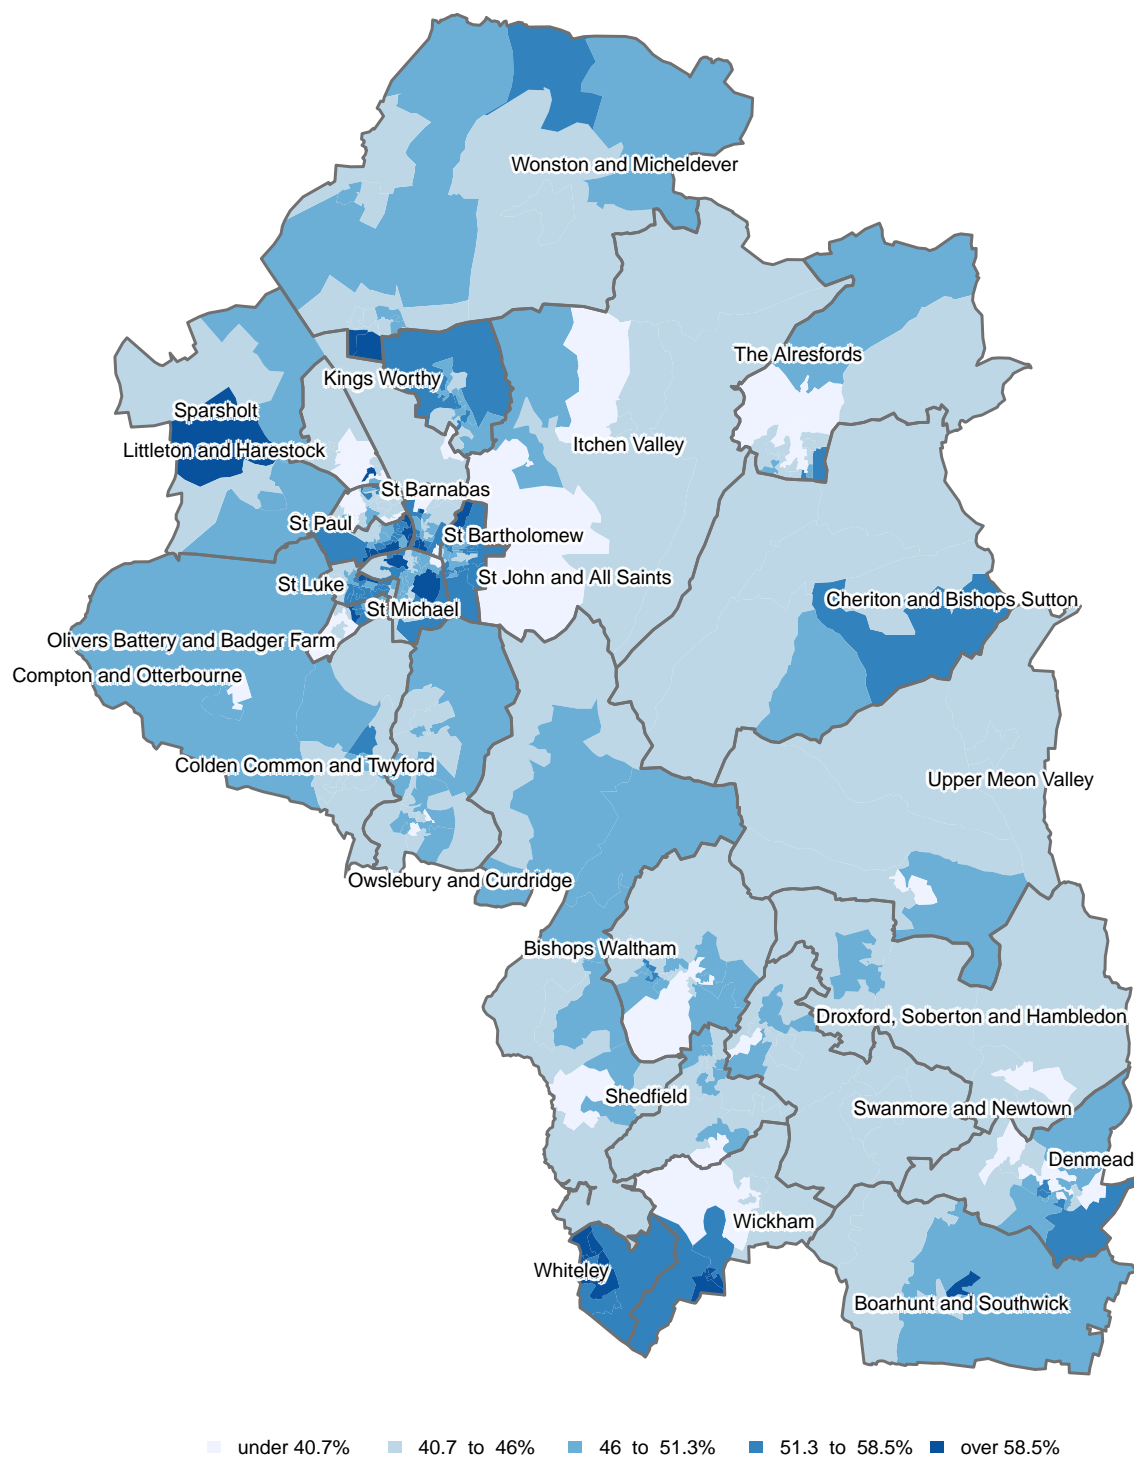 Wonston and Micheldever
The Alresfords
Kings Worthy
Sparsholt
Itchen Valley
Littleton and Harestock
St Barnabas
St Paul
St Bartholomew
St John and All Saints
St Luke
Cheriton and Bishops Sutton
St Michael
Olivers Battery and Badger Farm
Compton and Otterbourne
Colden Common and Twyford
Upper Meon Valley
Owslebury and Curdridge
Bishops Waltham
Droxford, Soberton and Hambledon
Shedfield
Swanmore and Newtown
Denmead
Wickham
Whiteley
Boarhunt and Southwick
under 40.7% 40.7 to 46% 46 to 51.3% 51.3 to 58.5% over 58.5%